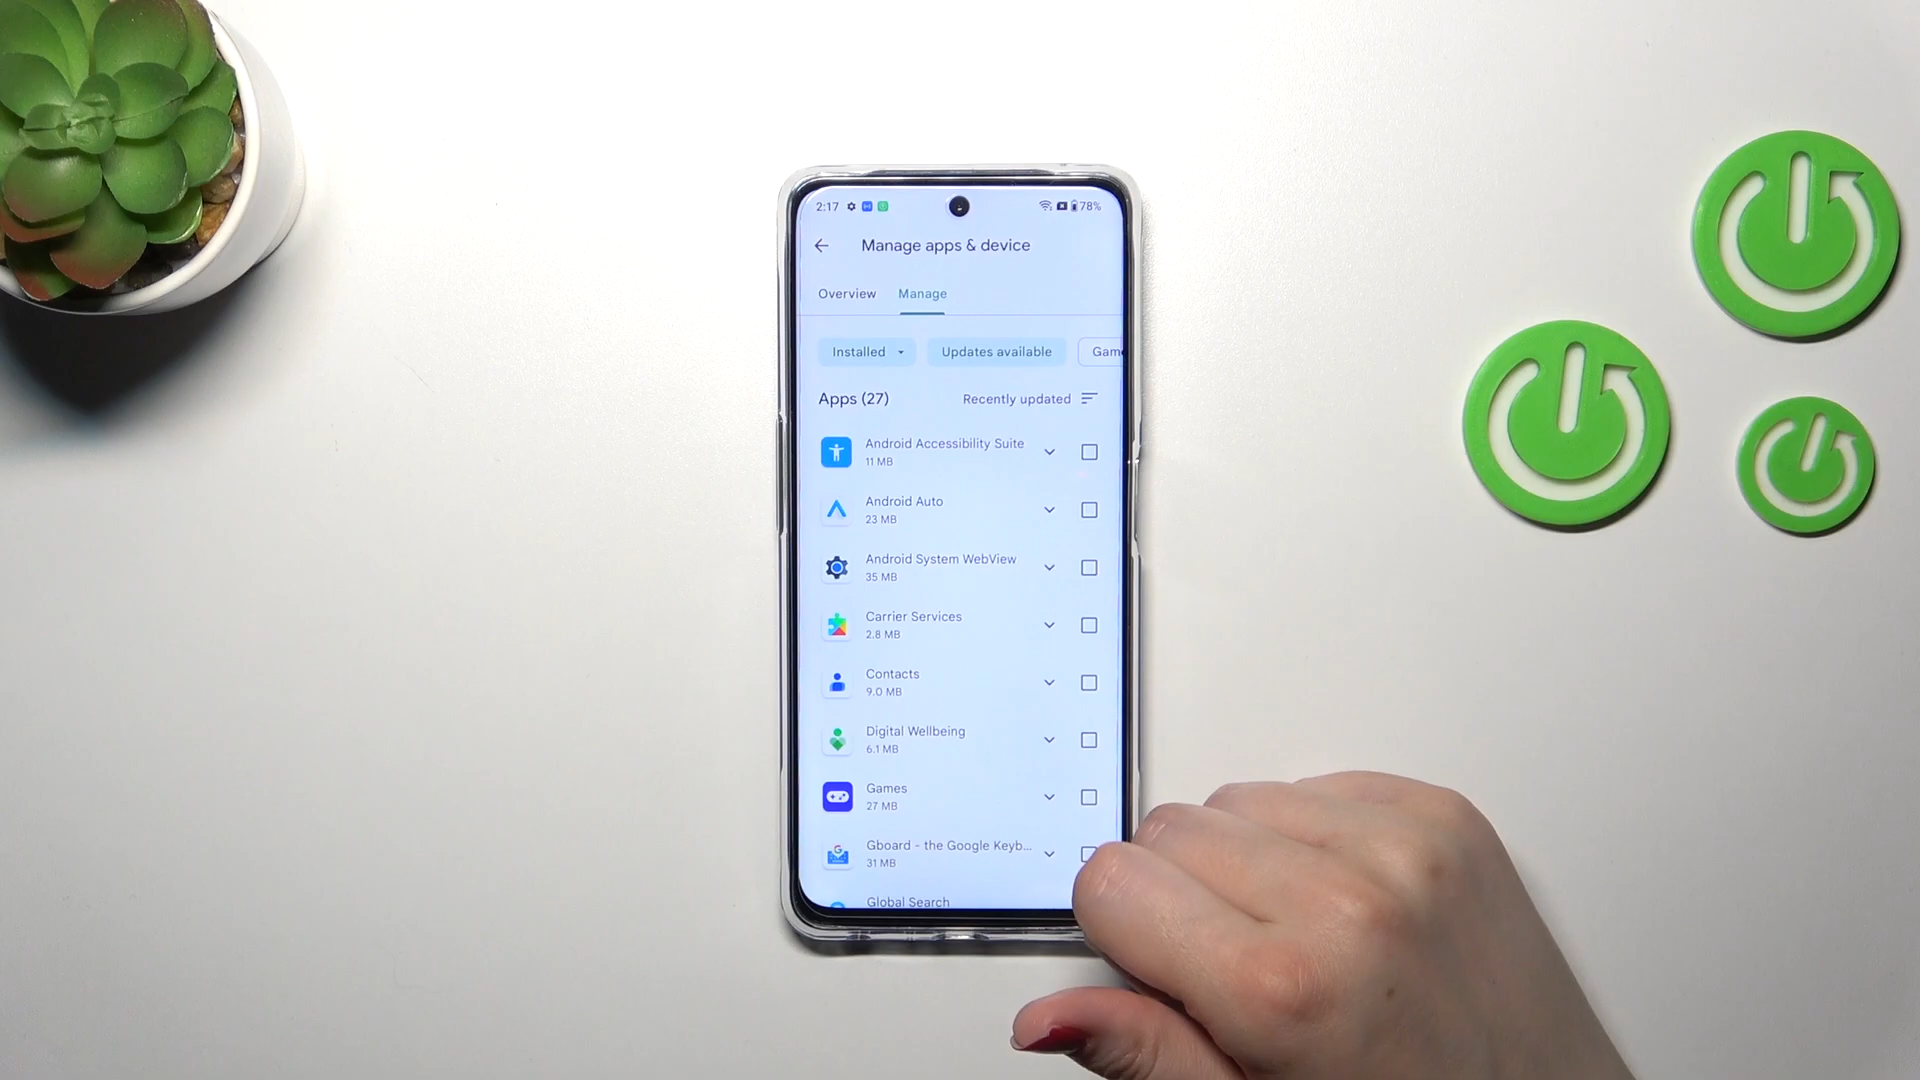 2:17 78%
Manage apps & device
Overview Manage
Installed Updates available Gam
Apps (27) Recently updated
Android Accessibility Suite
11 MB
Android Auto
23 MB
Android System WebView
35 MB
Carrier Services
2.8 MB
Contacts
9.0 MB
Digital Wellbeing
6.1 MB
Games
27 MB
Gboard - the Google Keyb...
31 MB
Global Search